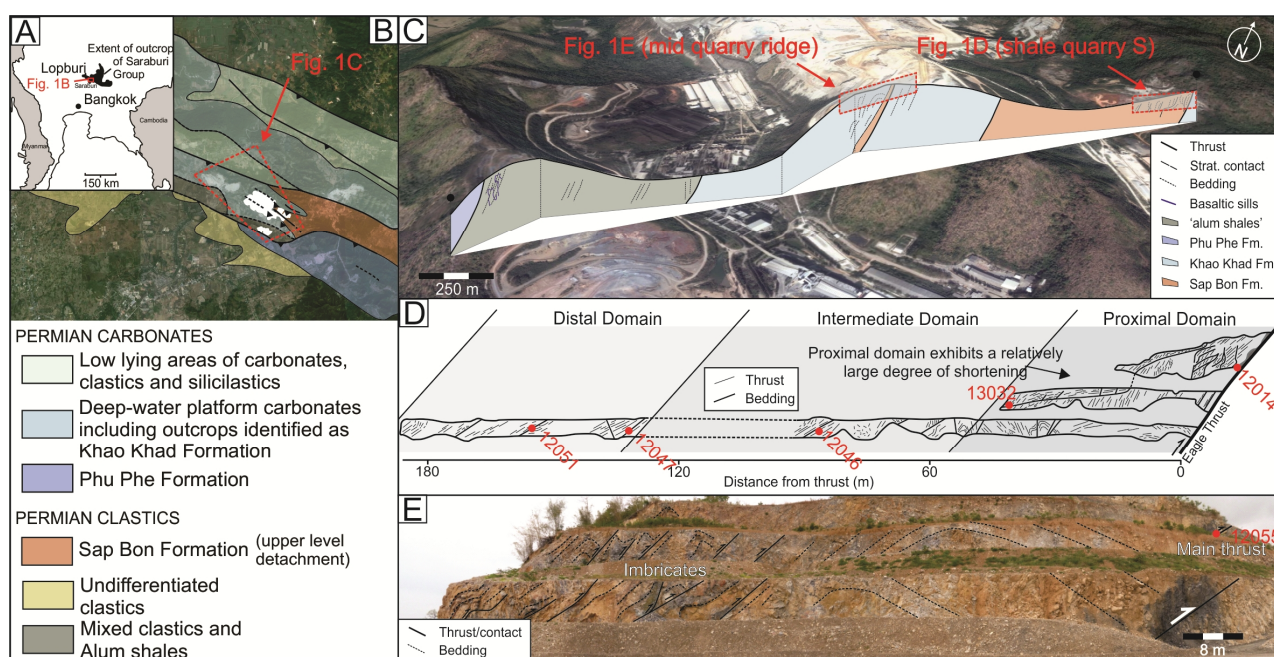 A
Lopburi
Fig. 1B
Saraburi
Extent of outcrop
of Saraburi
Group
Bangkok
Myanmar
Cambodia
150 km
B
Fig. 1C
PERMIAN CARBONATES
Low lying areas of carbonates,
clastics and silicilastics
Deep-water platform carbonates
including outcrops identified as
Khao Khad Formation
Phu Phe Formation
PERMIAN CLASTICS
Sap Bon Formation (upper level
detachment)
Undifferentiated
clastics
Mixed clastics and
Alum shales
C
Fig. 1E (mid quarry ridge)
Fig. 1D (shale quarry S)
N
250 m
Thrust
Strat. contact
Bedding
Basaltic sills
'alum shales'
Phu Phe Fm.
Khao Khad Fm
Sap Bon Fm.
D
Distal Domain
Intermediate Domain
Proximal Domain
Proximal domain exhibits a relatively
large degree of shortening
Thrust
Bedding
13032
12014
12051
12047
12046
Eagle Thrust
180
120
60
0
Distance from thrust (m)
E
Imbricates
12055
Main thrust
Thrust/contact
Bedding
8 m